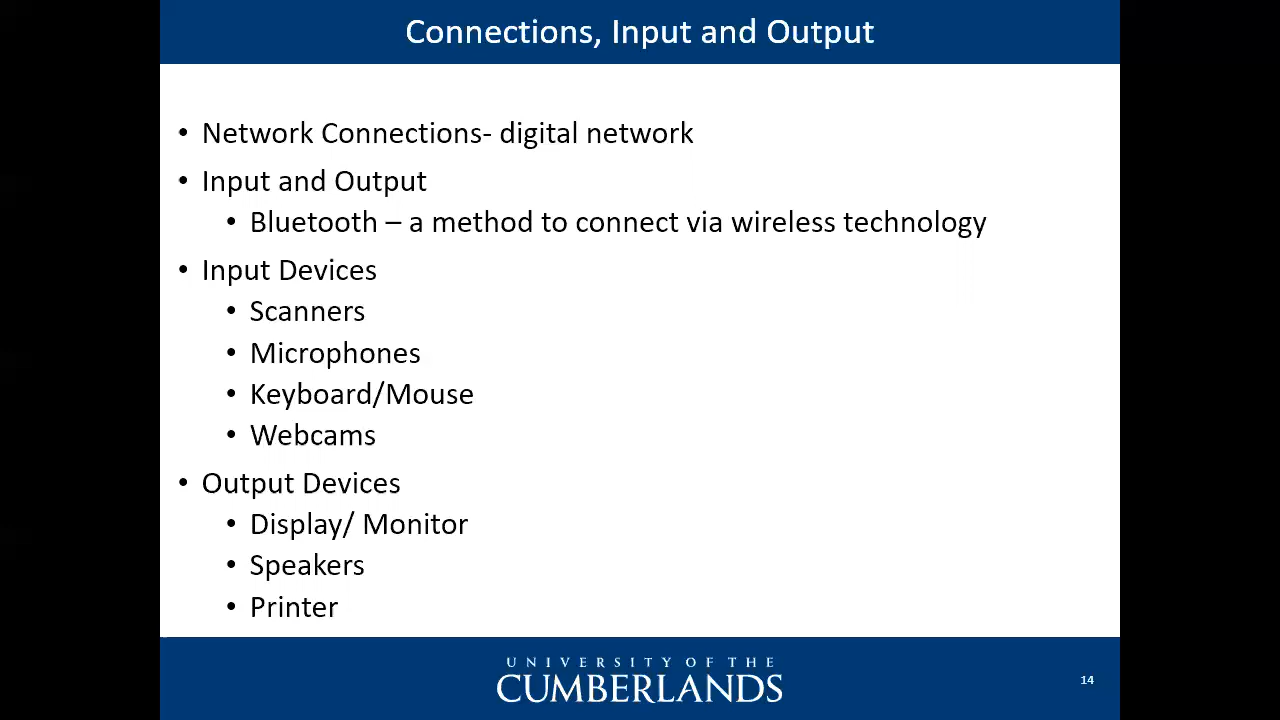 Connections, Input and Output
• Network Connections- digital network
• Input and Output
• Bluetooth – a method to connect via wireless technology
• Input Devices
• Scanners
• Microphones
• Keyboard/Mouse
• Webcams
• Output Devices
• Display/ Monitor
• Speakers
• Printer
UNIVERSITY OF THE
CUMBERLANDS
14